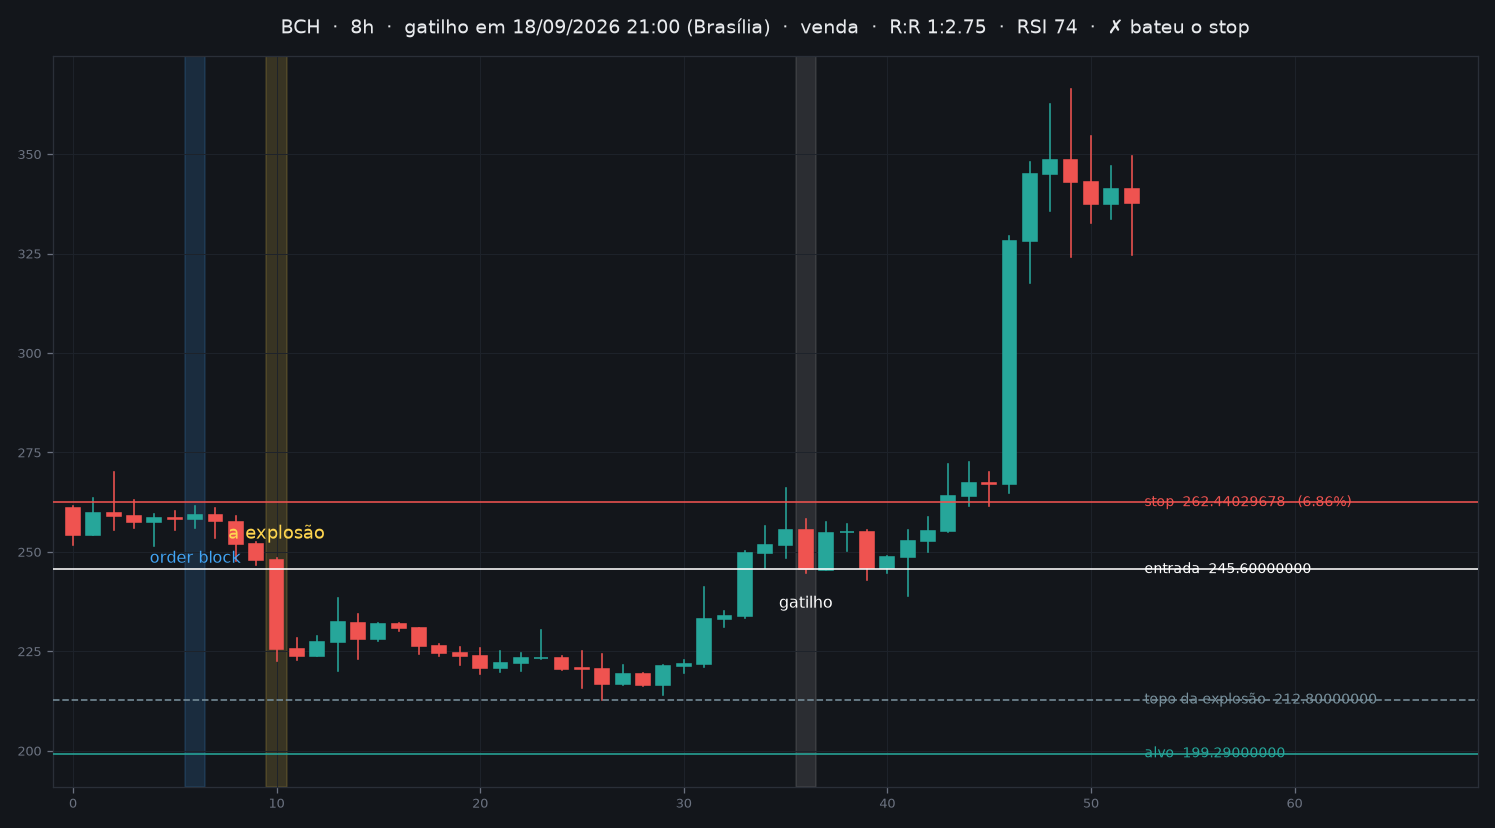 BCH · 8h · gatilho em 18/09/2026 21:00 (Brasília) · venda · R:R 1:2.75 · RSI 74 · ✗ bateu o stop
350
325
300
275
stop 262.44029678 (6.86%)
a explosão
250
order block
entrada 245.60000000
gatilho
225
topo da explosão 212.80000000
200
alvo 199.29000000
0 10 20 30 40 50 60